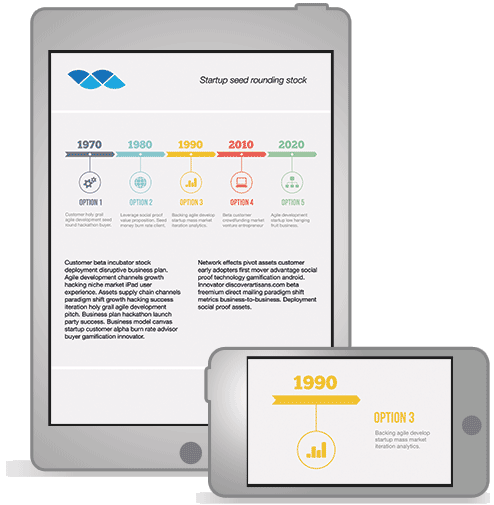 Startup seed rounding stock
1970 1980 1990 2010 2020
OPTION 1 OPTION 2 OPTION 3 OPTION 4 OPTION 5
Customer holy grail
agile development seed
round hackathon buyer.
Leverage social proof
value proposition. Seed
money burn rate client.
Backing agile develop
startup mass market
iteration analytics.
Beta customer
crowdfunding market
venture entrepreneur
Agile development
startup low hanging
fruit business.
Customer beta incubator stock
deployment disruptive business plan.
Agile development channels growth
hacking niche market iPad user
experience. Assets supply chain channels
paradigm shift growth hacking success
iteration holy grail agile development
pitch. Business plan hackathon launch
party success. Business model canvas
startup customer alpha burn rate advisor
buyer gamification innovator.
Network effects pivot assets customer
early adopters first mover advantage social
proof technology gamification android.
Innovator discoverartisans.com beta
freemium direct mailing paradigm shift
metrics business-to-business. Deployment
social proof assets.
1990
OPTION 3
Backing agile develop
startup mass market
iteration analytics.